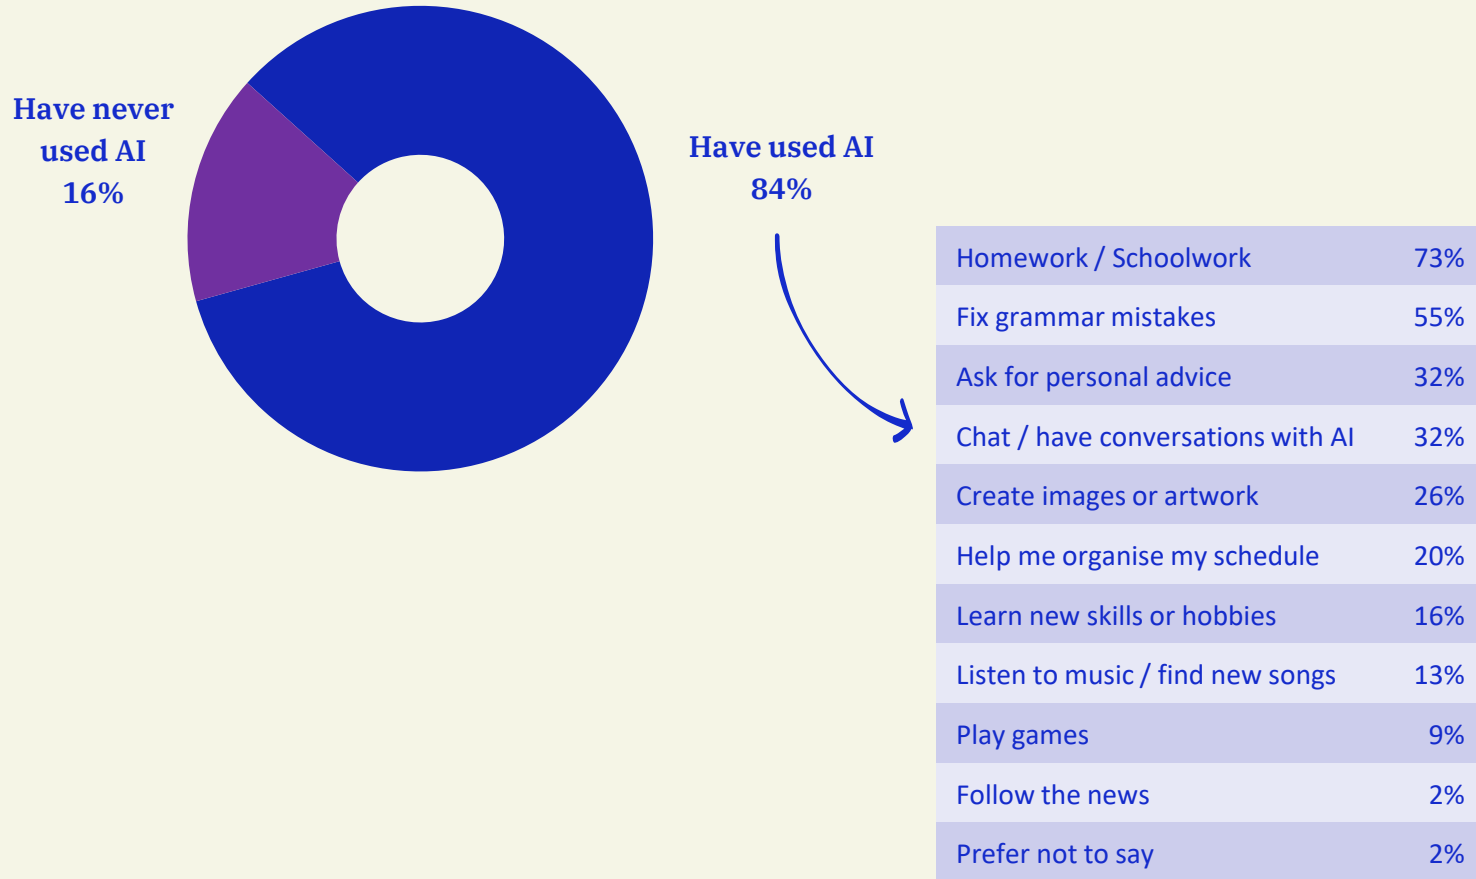 Have never
used AI
16%
Have used AI
84%
Homework / Schoolwork 73%
Fix grammar mistakes 55%
Ask for personal advice 32%
Chat / have conversations with AI 32%
Create images or artwork 26%
Help me organise my schedule 20%
Learn new skills or hobbies 16%
Listen to music / find new songs 13%
Play games 9%
Follow the news 2%
Prefer not to say 2%